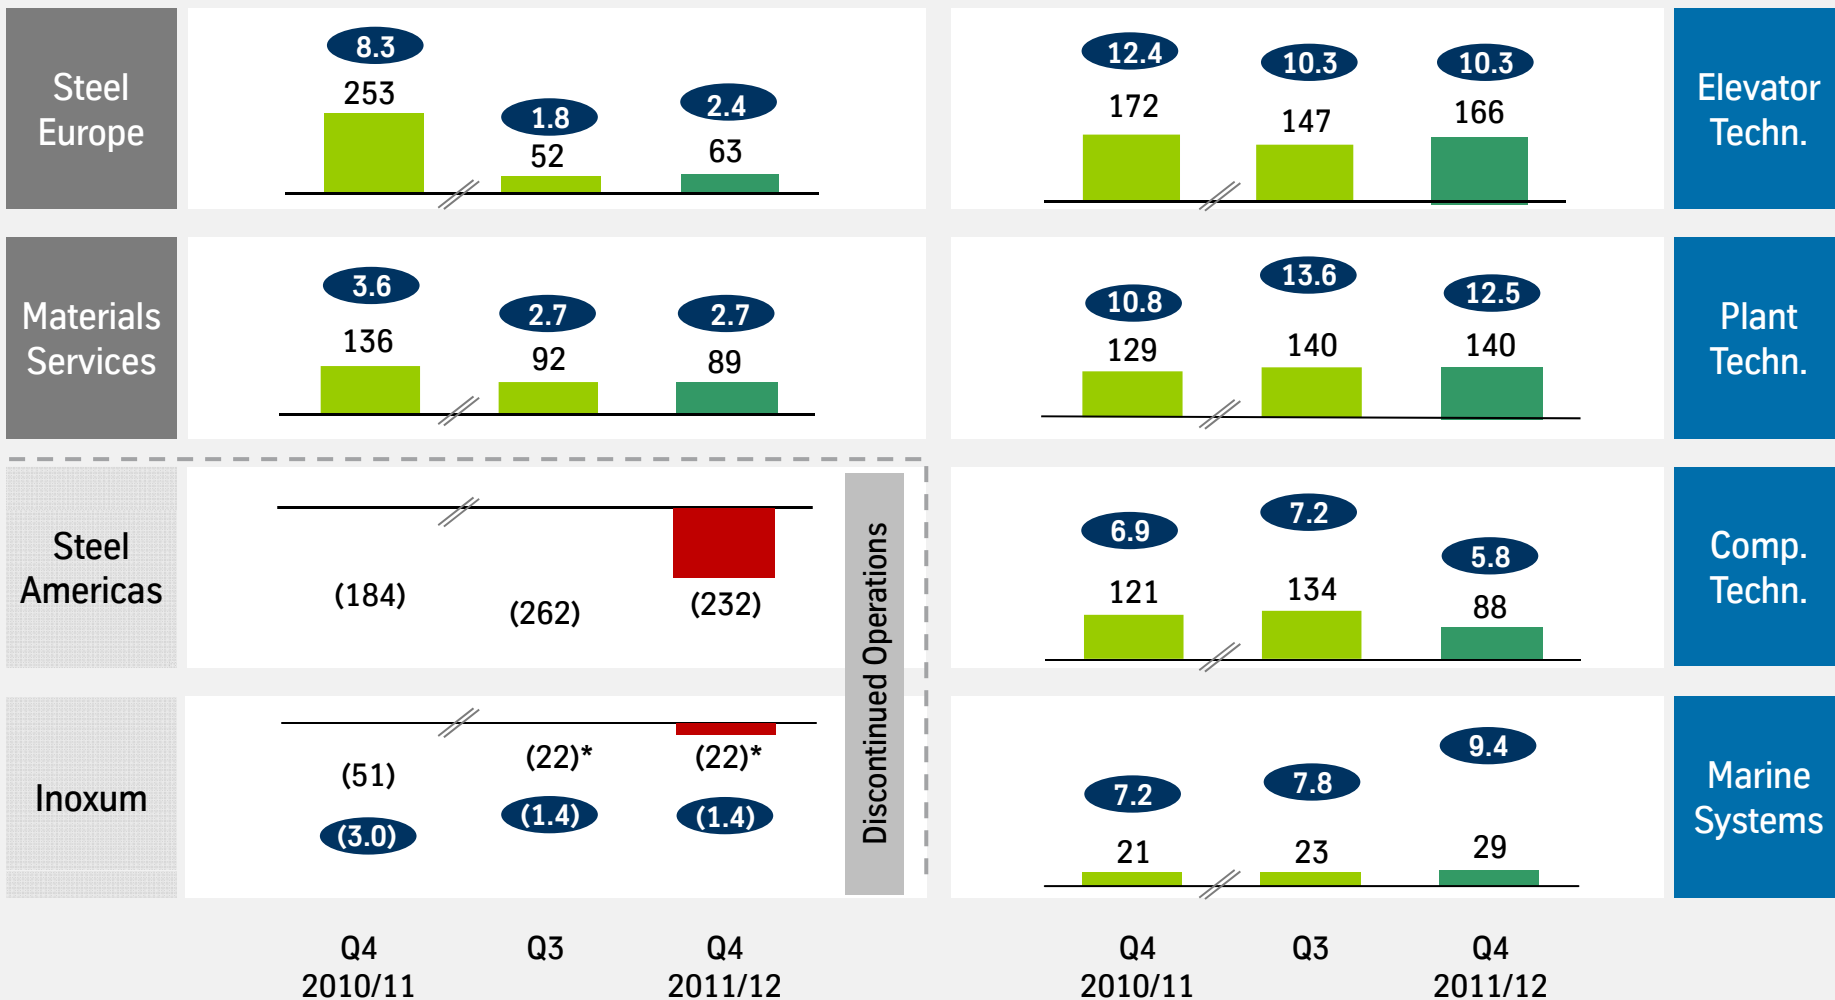 Steel
Europe
8.3
253
1.8
52
2.4
63
12.4
172
10.3
147
10.3
166
Elevator
Techn.
Materials
Services
3.6
136
2.7
92
2.7
89
10.8
129
13.6
140
12.5
140
Plant
Techn.
Steel
Americas
(184)
(262)
(232)
Discontinued Operations
6.9
121
7.2
134
5.8
88
Comp.
Techn.
Inoxum
(51)
(3.0)
(22)*
(1.4)
(22)*
(1.4)
7.2
21
7.8
23
9.4
29
Marine
Systems
Q4 Q3 Q4
2010/11 2011/12
Q4 Q3 Q4
2010/11 2011/12